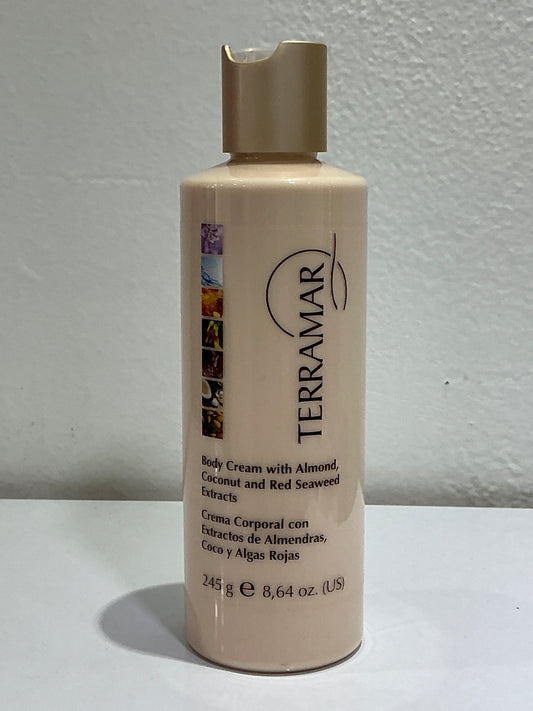 TERRAMAR
Body Cream with Almond,
Coconut and Red Seaweed
Extracts
Crema Corporal con
Extractos de Almendras,
Coco y Algas Rojas
245 g ℮ 8,64 oz. (US)